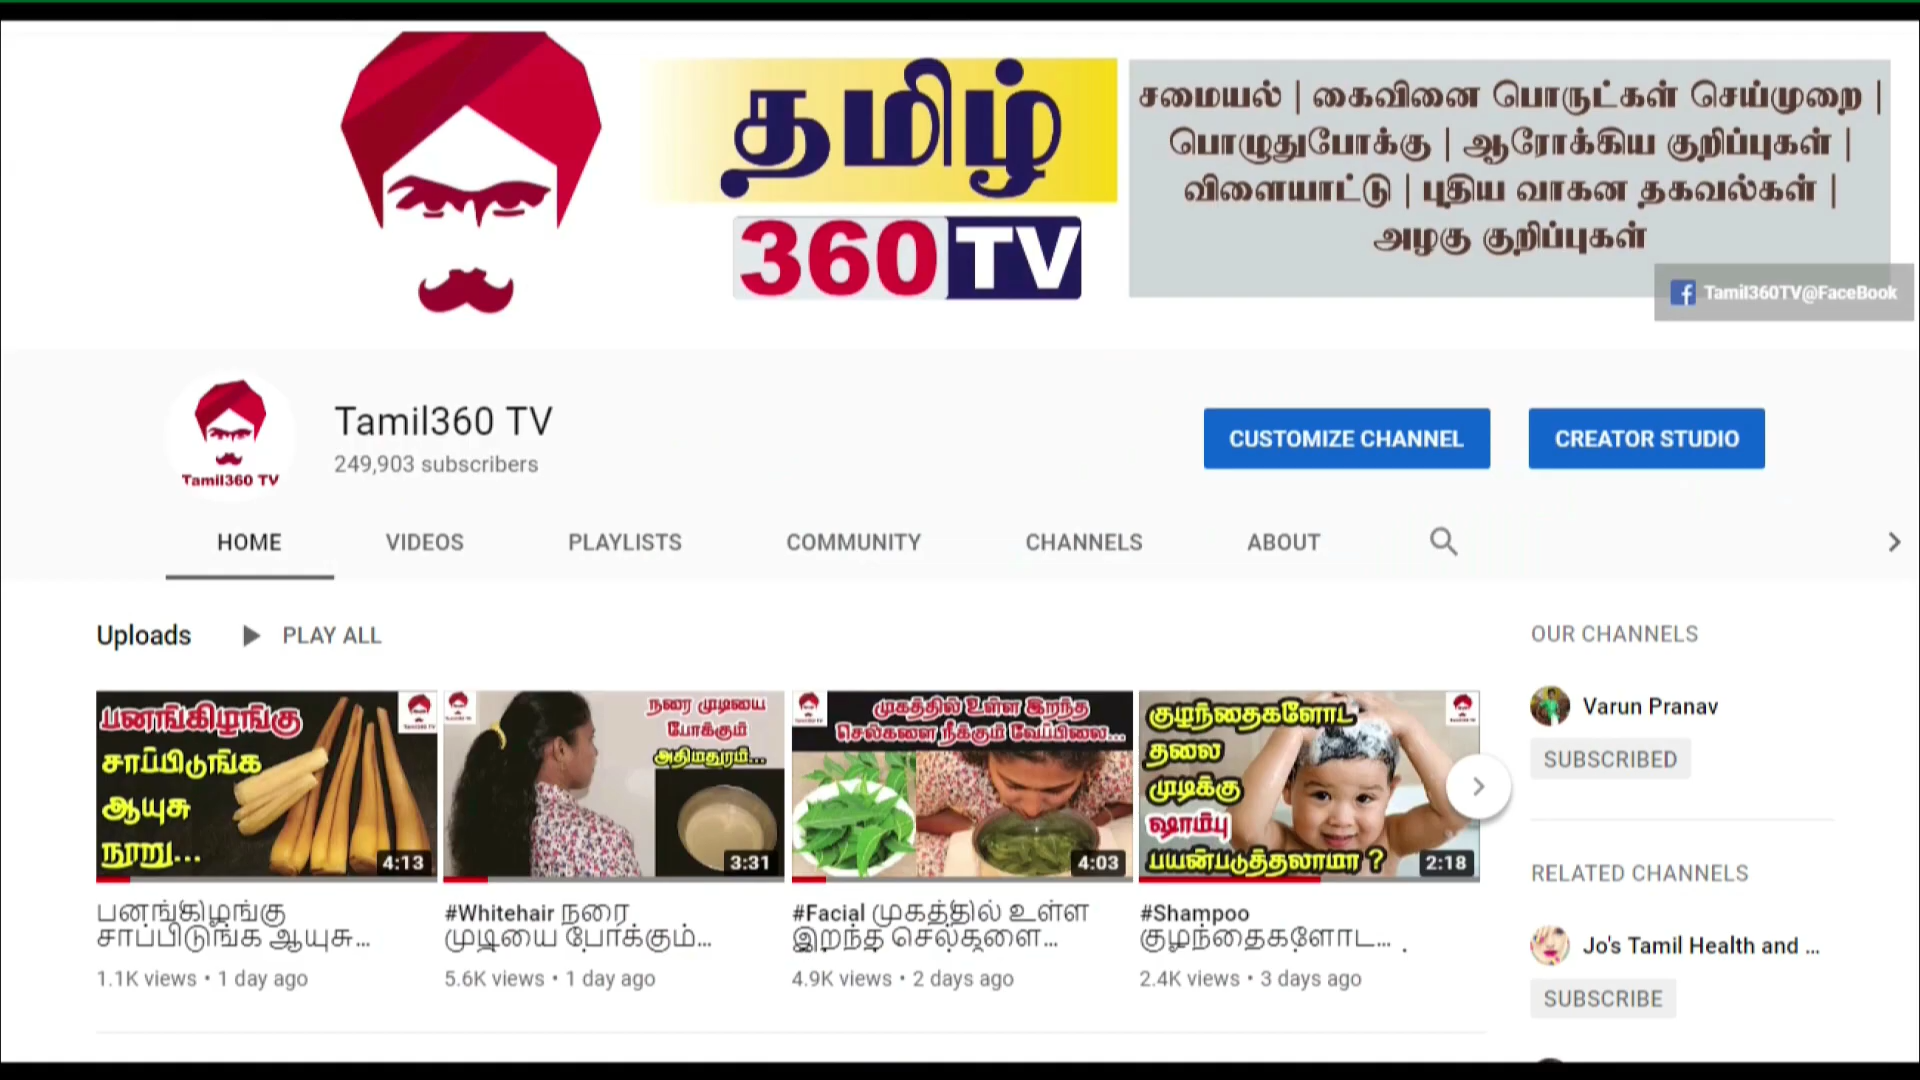 தமிழ்
360 TV
சமையல் | கைவினை பொருட்கள் செய்முறை |
பொழுதுபோக்கு | ஆரோக்கிய குறிப்புகள் |
விளையாட்டு | புதிய வாகன தகவல்கள் |
அழகு குறிப்புகள்
Tamil360TV@FaceBook
Tamil360 TV
Tamil360 TV
249,903 subscribers
CUSTOMIZE CHANNEL
CREATOR STUDIO
HOME VIDEOS PLAYLISTS COMMUNITY CHANNELS ABOUT
Uploads PLAY ALL
பனங்கிழங்கு
சாப்பிடுங்க
ஆயுசு
நூறு...
4:13
நரை முடியை
போக்கும்
அதிமதுரம்...
3:31
முகத்தில் உள்ள இறந்த
செல்களை நீக்கும் வேப்பிலை...
4:03
குழந்தைகளோட
தலை
முடிக்கு
ஷாம்பு
பயன்படுத்தலாமா ?
2:18
பனங்கிழங்கு
சாப்பிடுங்க ஆயுசு...
1.1K views • 1 day ago
#Whitehair நரை
முடியை போக்கும்...
5.6K views • 1 day ago
#Facial முகத்தில் உள்ள
இறந்த செல்களை...
4.9K views • 2 days ago
#Shampoo
குழந்தைகளோட...
2.4K views • 3 days ago
OUR CHANNELS
Varun Pranav
SUBSCRIBED
RELATED CHANNELS
Jo's Tamil Health and ...
SUBSCRIBE